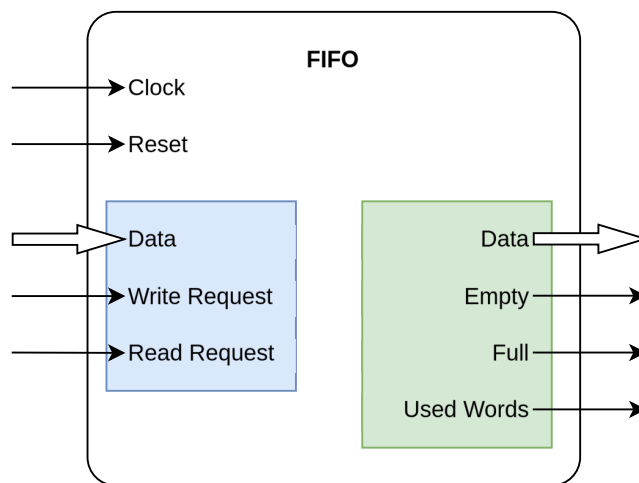 FIFO
Clock
Reset
Data
Write Request
Read Request
Data
Empty
Full
Used Words